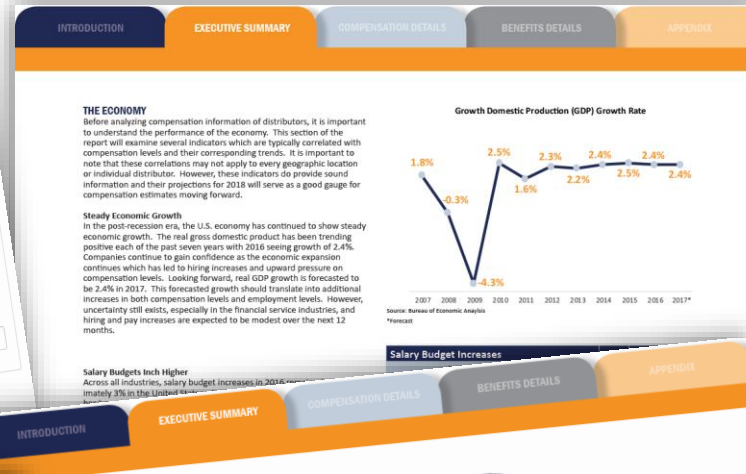 INTRODUCTION
EXECUTIVE SUMMARY
COMPENSATION DETAILS
BENEFITS DETAILS
APPENDIX
THE ECONOMY
Before analyzing compensation information of distributors, it is important
to understand the performance of the economy. This section of the
report will examine several indicators which are typically correlated with
compensation levels and their corresponding trends. It is important to
note that these correlations may not apply to every geographic location
or individual distributor. However, these indicators do provide sound
information and their projections for 2018 will serve as a good gauge for
compensation estimates moving forward.
Steady Economic Growth
In the post-recession era, the U.S. economy has continued to show steady
economic growth. The real gross domestic product has been trending
positive each of the past seven years with 2016 seeing growth of 2.4%.
Companies continue to gain confidence as the economic expansion
continues which has led to hiring increases and upward pressure on
compensation levels. Looking forward, real GDP growth is forecasted to
be 2.4% in 2017. This forecasted growth should translate into additional
increases in both compensation levels and employment levels. However,
uncertainty still exists, especially in the financial service industries, and
hiring and pay increases are expected to be modest over the next 12
months.
Salary Budgets Inch Higher
Across all industries, salary budget increases in 2016
imately 3% in the United
Growth Domestic Production (GDP) Growth Rate
1.8%
-0.3%
-4.3%
2.5%
1.6%
2.3%
2.2%
2.4%
2.5%
2.4%
2.4%
2007 2008 2009 2010 2011 2012 2013 2014 2015 2016 2017*
Source: Bureau of Economic Anaylsis
*Forecast
Salary Budget Increases
INTRODUCTION
EXECUTIVE SUMMARY
COMPENSATION DETAILS
BENEFITS DETAILS
APPENDIX